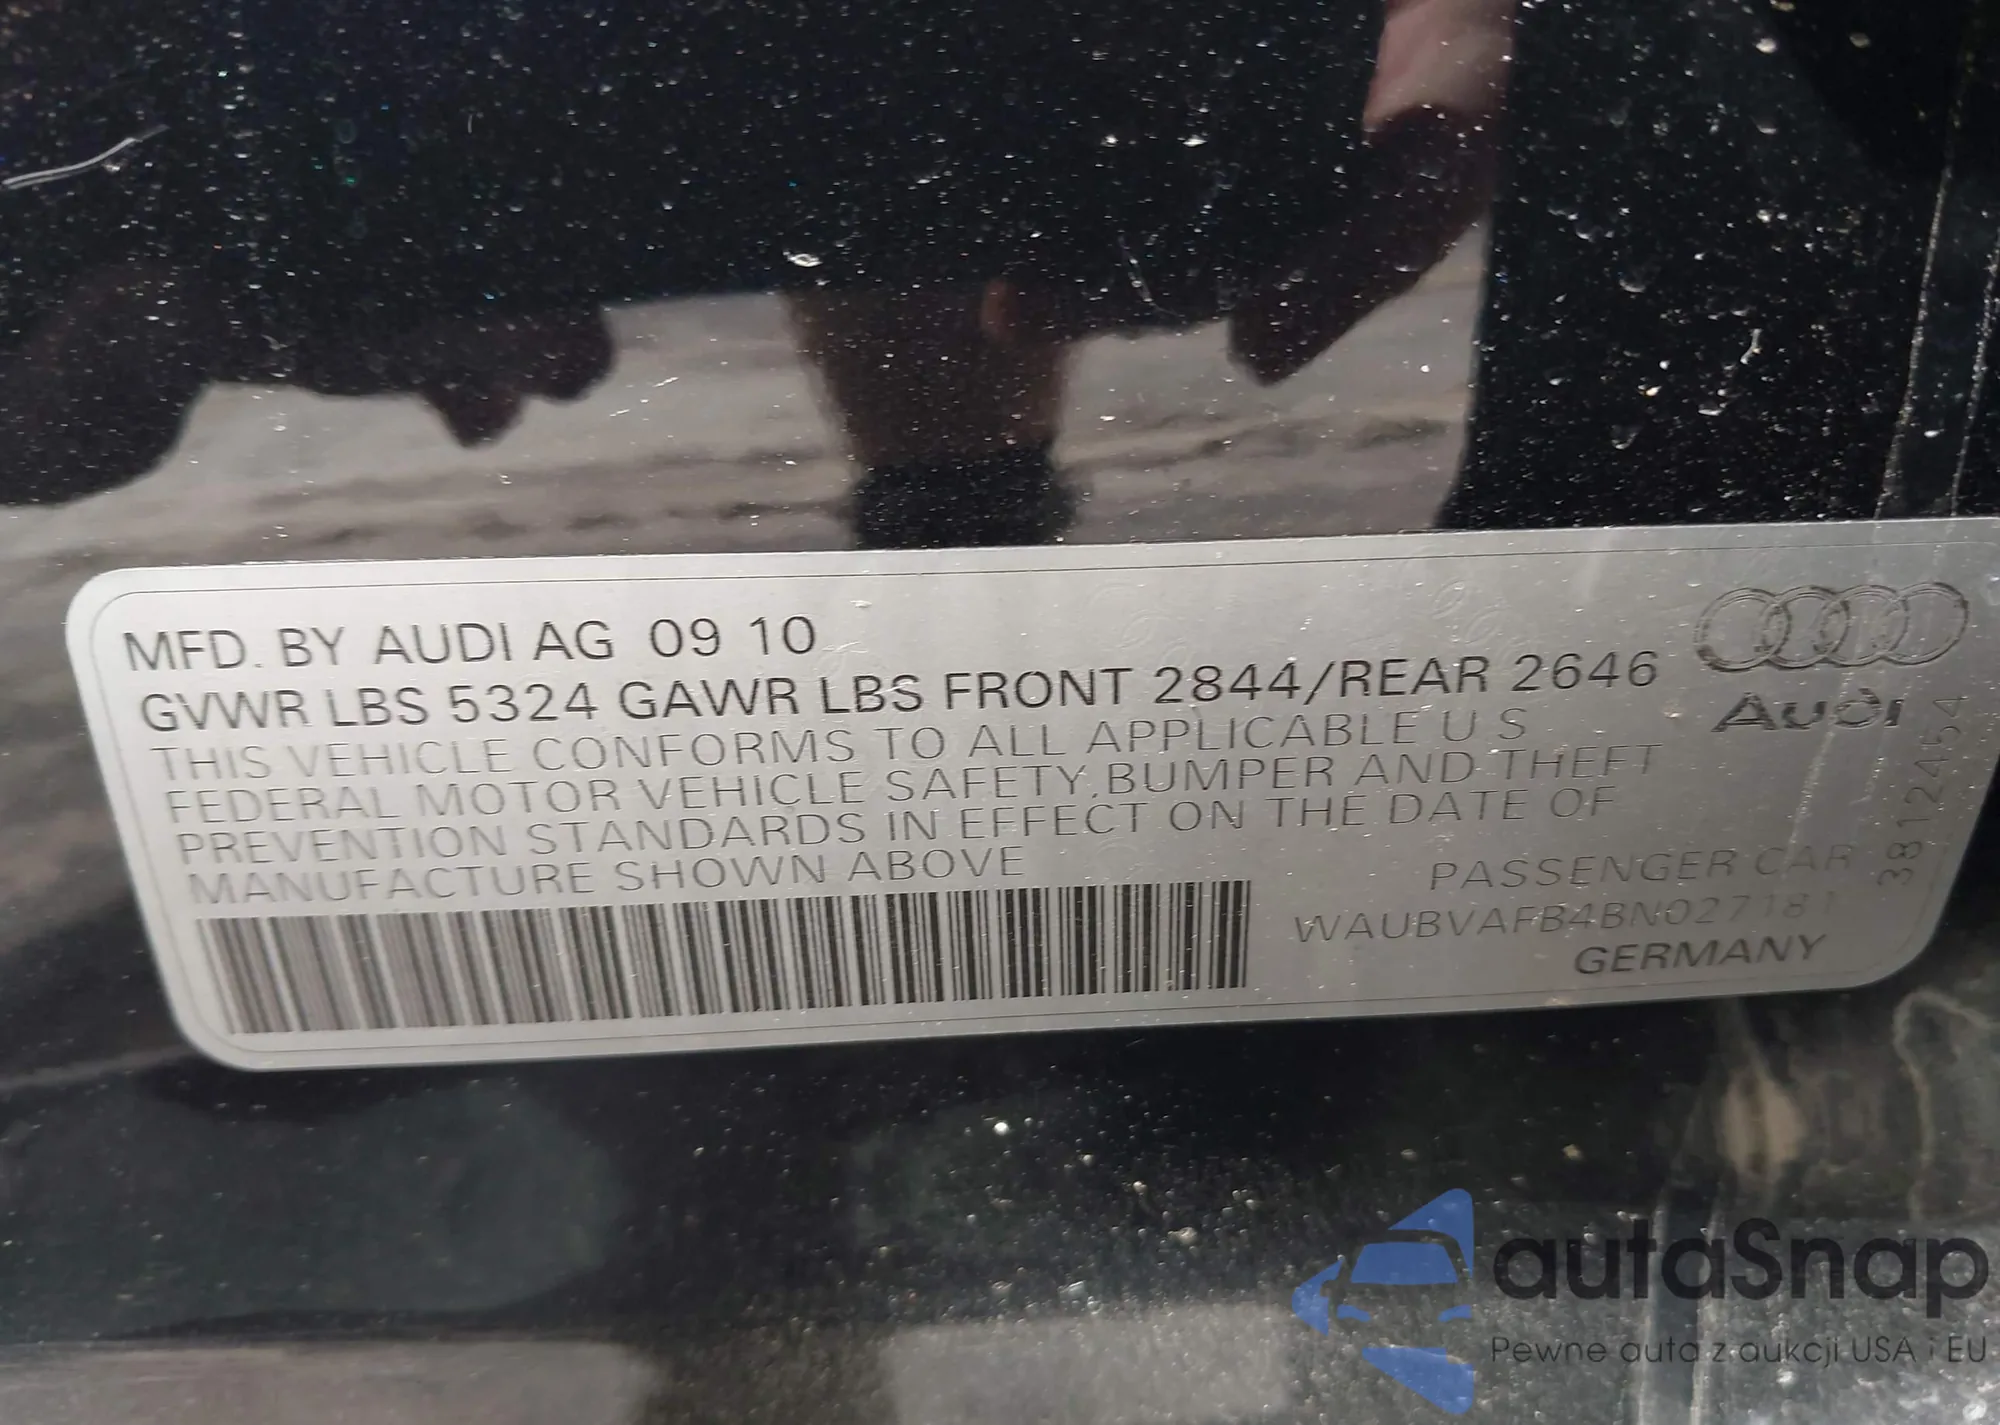 MFD. BY AUDI AG 09 10
GVWR LBS 5324 GAWR LBS FRONT 2844/REAR 2646
THIS VEHICLE CONFORMS TO ALL APPLICABLE U S
FEDERAL MOTOR VEHICLE SAFETY,BUMPER AND THEFT
PREVENTION STANDARDS IN EFFECT ON THE DATE OF
MANUFACTURE SHOWN ABOVE
PASSENGER CAR
WAUBVAFB4BN027181
GERMANY
Audi
38124454
autaSnap
Pewne auta z aukcji USA i EU